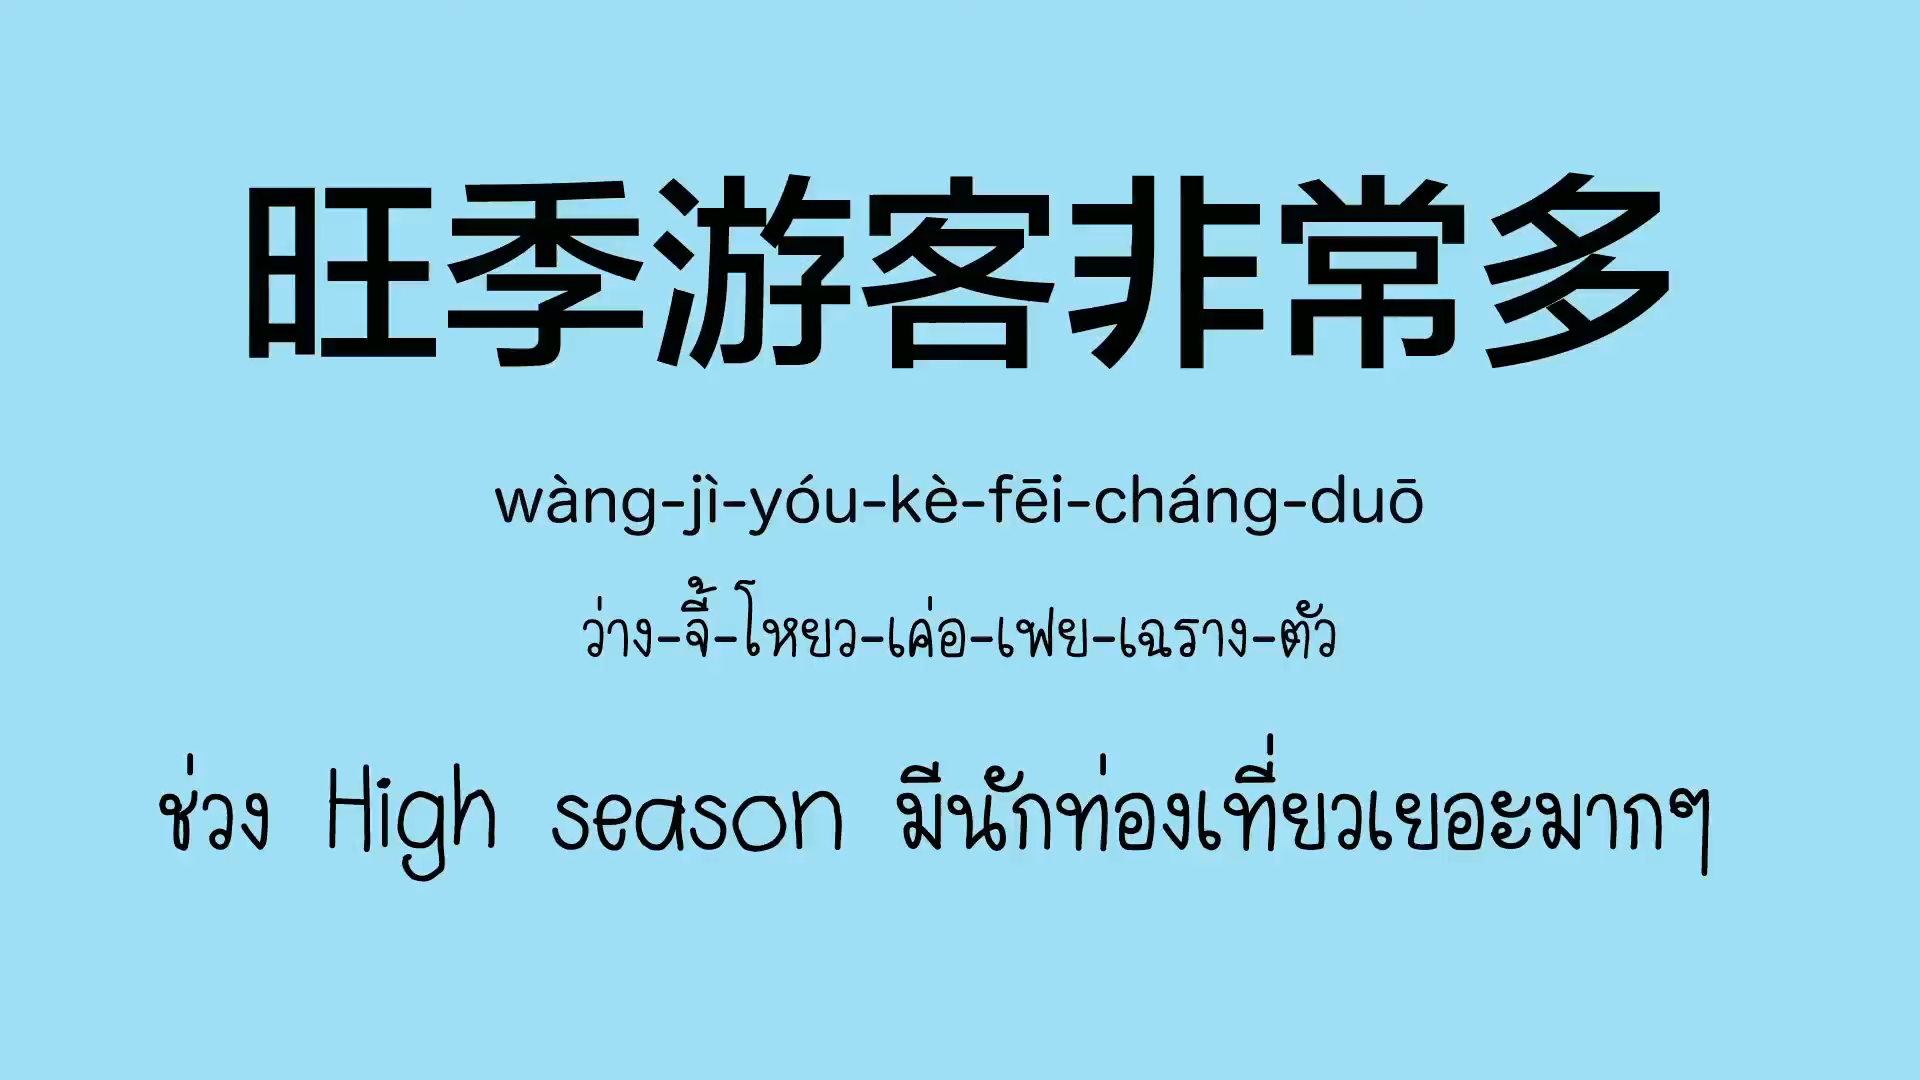 旺季游客非常多
wàng-jì-yóu-kè-fēi-cháng-duō
ว่าง-จี้-โหยว-เค่อ-เฟย-เฉราง-ตัว
ช่วง High season มีนักท่องเที่ยวเยอะมากๆ